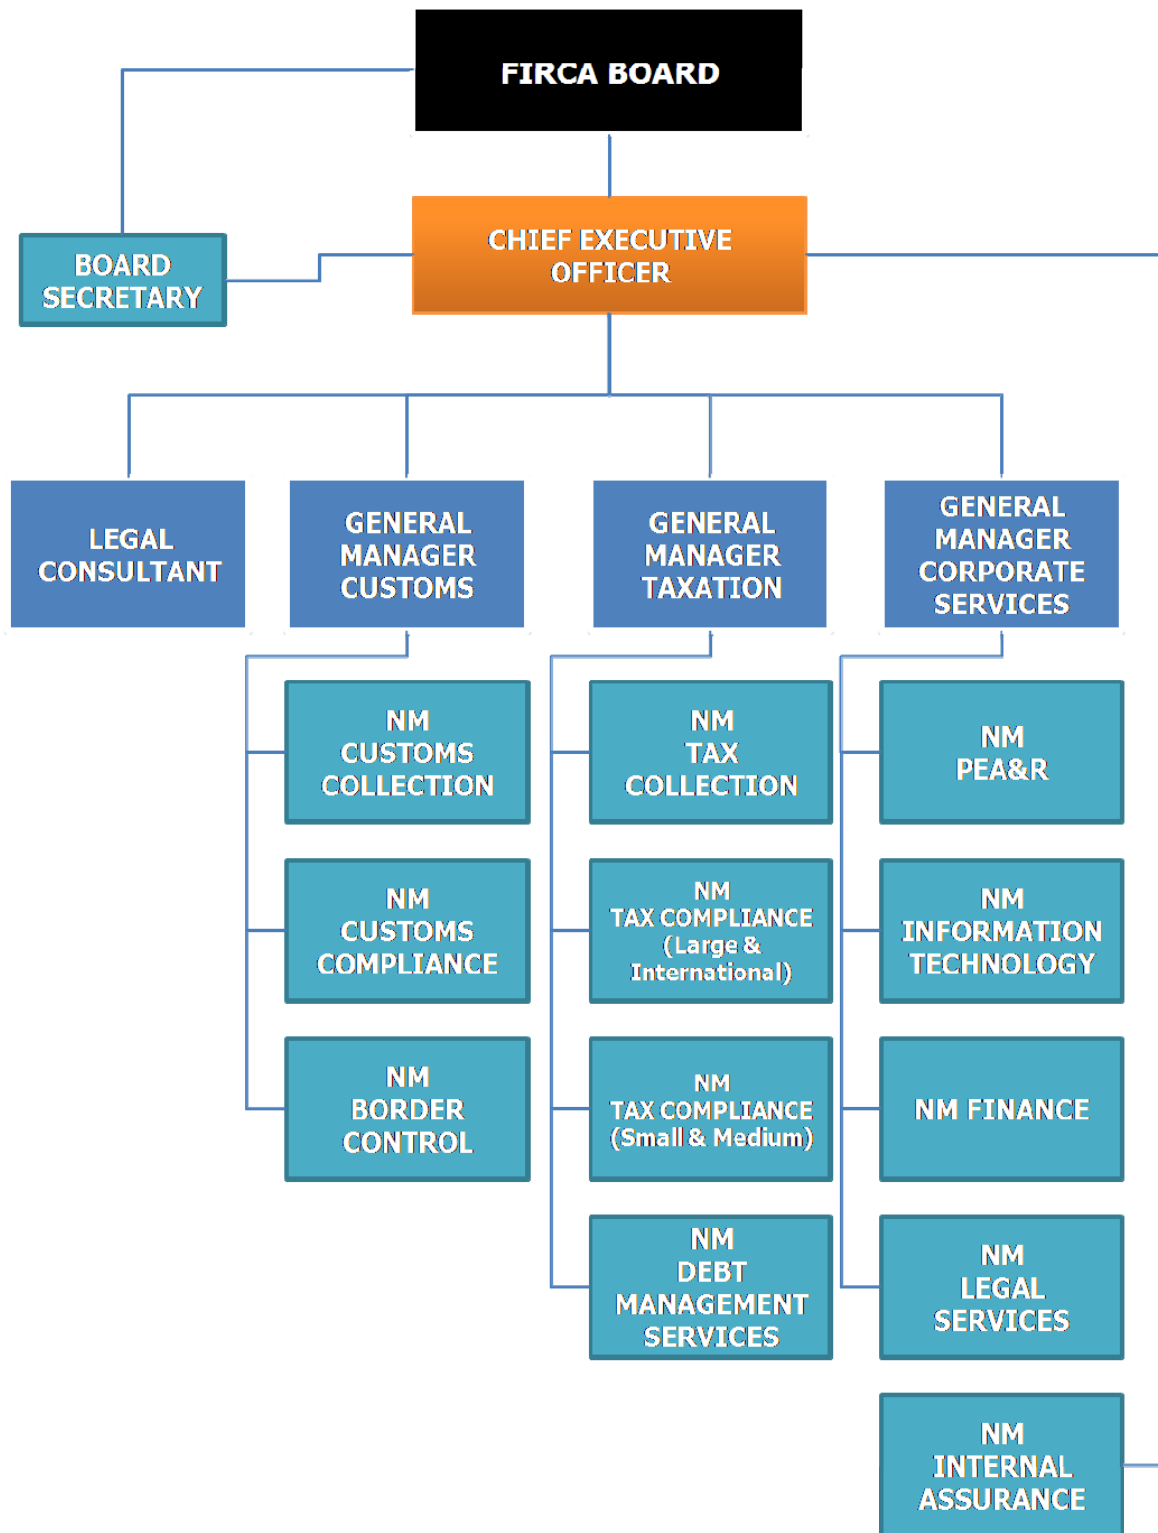 FIRCA BOARD
CHIEF EXECUTIVE
OFFICER
BOARD
SECRETARY
LEGAL
CONSULTANT
GENERAL
MANAGER
CUSTOMS
GENERAL
MANAGER
TAXATION
GENERAL
MANAGER
CORPORATE
SERVICES
NM
CUSTOMS
COLLECTION
NM
TAX
COLLECTION
NM
PEA&R
NM
CUSTOMS
COMPLIANCE
NM
TAX COMPLIANCE
(Large &
International)
NM
INFORMATION
TECHNOLOGY
NM
BORDER
CONTROL
NM
TAX COMPLIANCE
(Small & Medium)
NM FINANCE
NM
DEBT
MANAGEMENT
SERVICES
NM
LEGAL
SERVICES
NM
INTERNAL
ASSURANCE